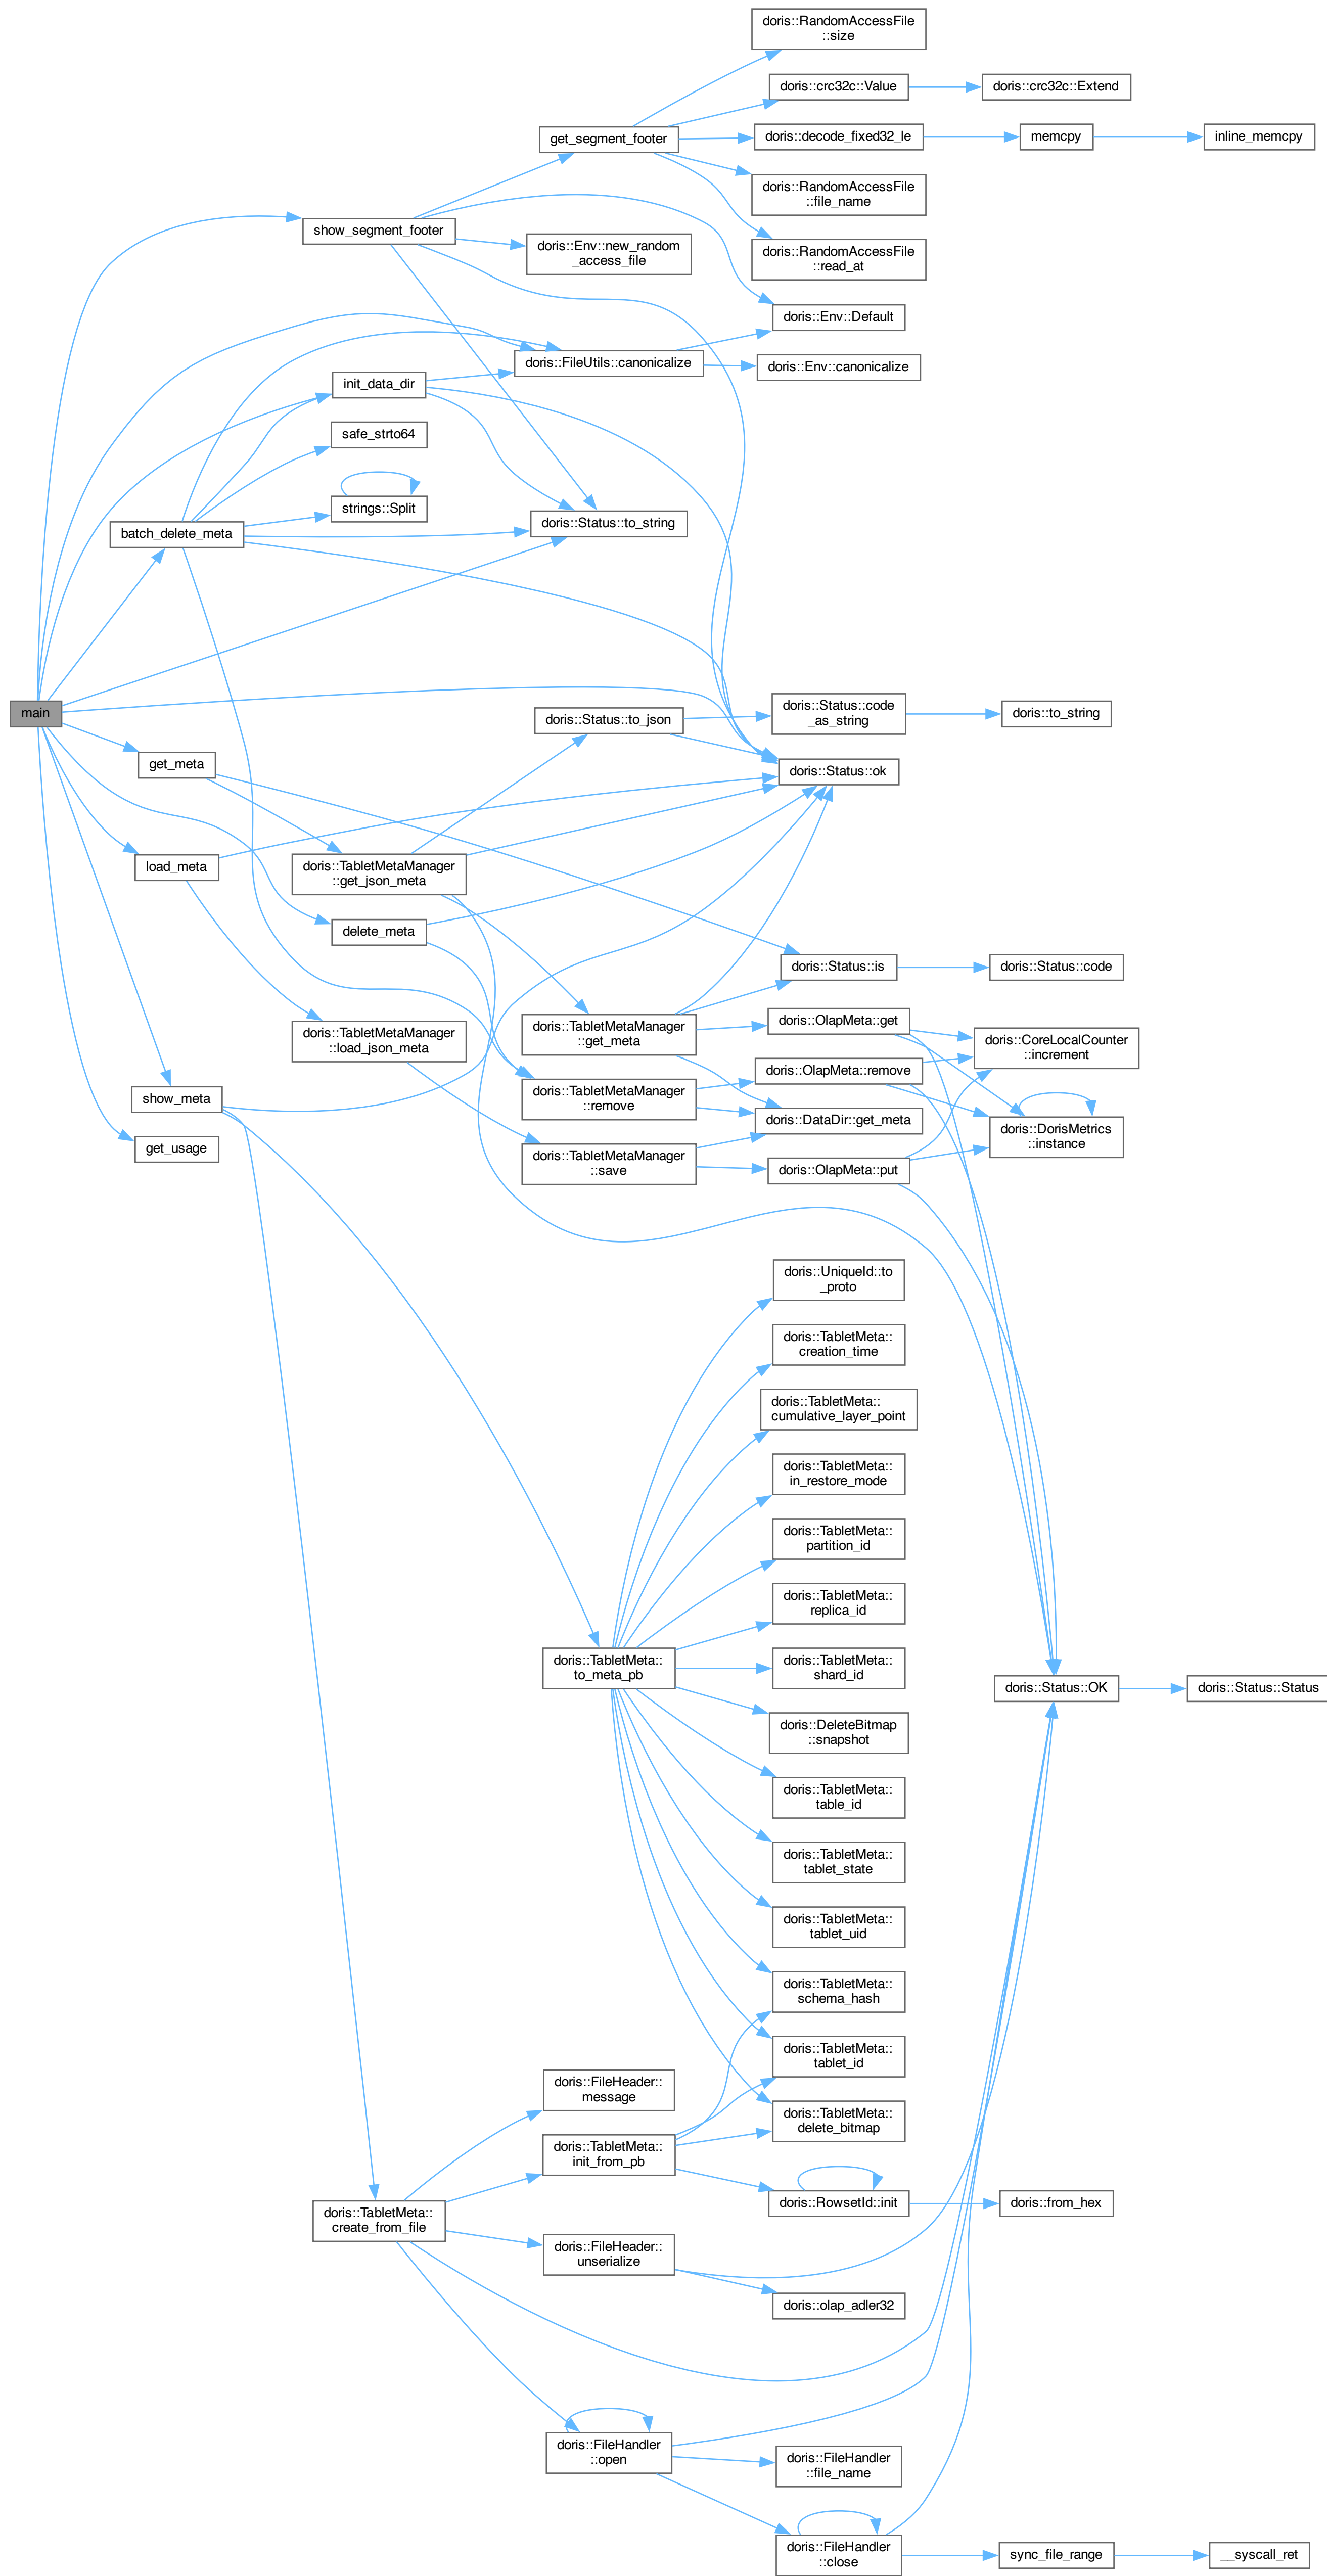 doris::RandomAccessFile
::size
doris::crc32c::Value
doris::crc32c::Extend
get_segment_footer
doris::decode_fixed32_le
memcpy
inline_memcpy
doris::RandomAccessFile
::file_name
show_segment_footer
doris::Env::new_random
_access_file
doris::RandomAccessFile
::read_at
doris::Env::Default
doris::FileUtils::canonicalize
doris::Env::canonicalize
init_data_dir
safe_strto64
strings::Split
batch_delete_meta
doris::Status::to_string
main
doris::Status::to_json
doris::Status::code
_as_string
doris::to_string
get_meta
doris::Status::ok
load_meta
doris::TabletMetaManager
::get_json_meta
delete_meta
doris::Status::is
doris::Status::code
doris::TabletMetaManager
::load_json_meta
doris::TabletMetaManager
::get_meta
doris::OlapMeta::get
doris::CoreLocalCounter
::increment
doris::OlapMeta::remove
show_meta
doris::TabletMetaManager
::remove
doris::DataDir::get_meta
doris::DorisMetrics
::instance
get_usage
doris::TabletMetaManager
::save
doris::OlapMeta::put
doris::UniqueId::to
_proto
doris::TabletMeta::
creation_time
doris::TabletMeta::
cumulative_layer_point
doris::TabletMeta::
in_restore_mode
doris::TabletMeta::
partition_id
doris::TabletMeta::
replica_id
doris::TabletMeta::
to_meta_pb
doris::TabletMeta::
shard_id
doris::Status::OK
doris::Status::Status
doris::DeleteBitmap
::snapshot
doris::TabletMeta::
table_id
doris::TabletMeta::
tablet_state
doris::TabletMeta::
tablet_uid
doris::TabletMeta::
schema_hash
doris::TabletMeta::
tablet_id
doris::FileHeader::
message
doris::TabletMeta::
delete_bitmap
doris::TabletMeta::
init_from_pb
doris::RowsetId::init
doris::from_hex
doris::TabletMeta::
create_from_file
doris::FileHeader::
unserialize
doris::olap_adler32
doris::FileHandler
::open
doris::FileHandler
::file_name
doris::FileHandler
::close
sync_file_range
__syscall_ret